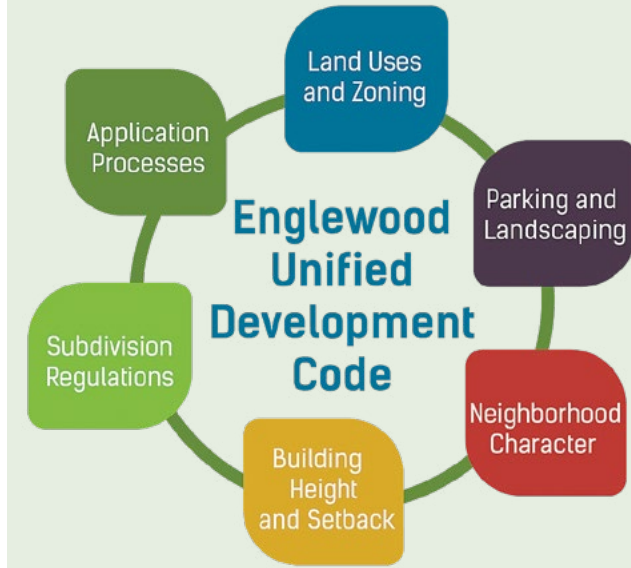 Land Uses
and Zoning
Application
Processes
Parking and
Landscaping
Englewood
Unified
Development
Code
Subdivision
Regulations
Neighborhood
Character
Building
Height
and Setback